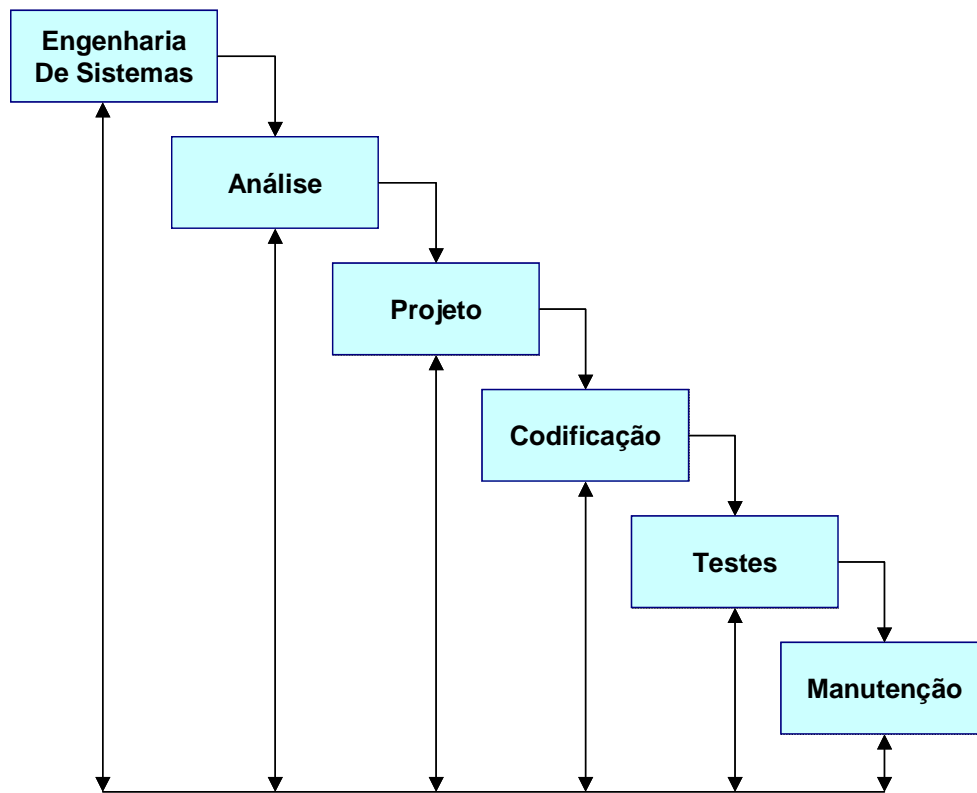 Engenharia
De Sistemas
Análise
Projeto
Codificação
Testes
Manutenção